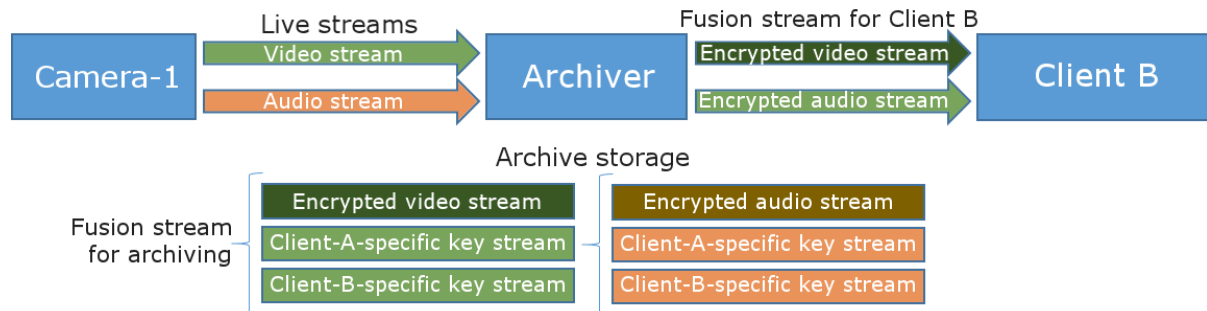 Live streams
Fusion stream for Client B
Camera-1
Video stream
Audio stream
Archiver
Encrypted video stream
Encrypted audio stream
Client B
Archive storage
Fusion stream
for archiving
Encrypted video stream
Client-A-specific key stream
Client-B-specific key stream
Encrypted audio stream
Client-A-specific key stream
Client-B-specific key stream